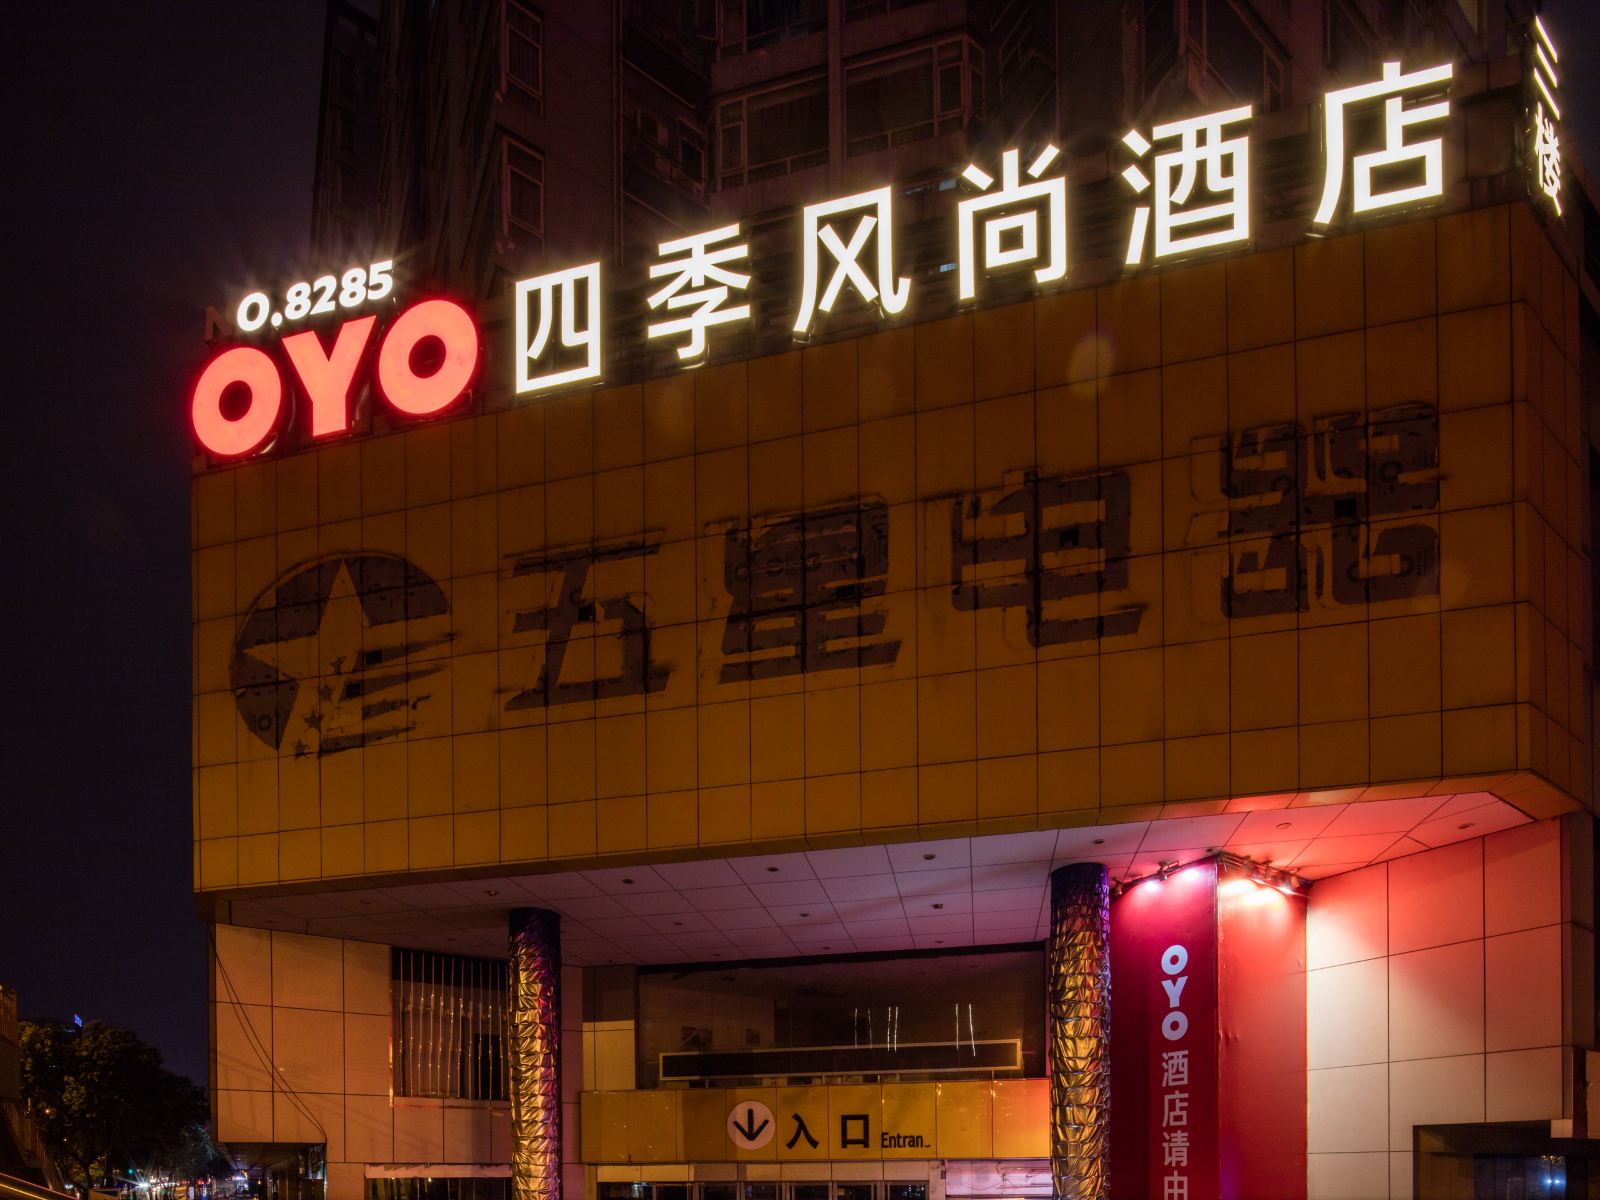 O.8285
OYO 四季风尚酒店
三楼
五星电器
入口 Entran
OYO 酒店请由